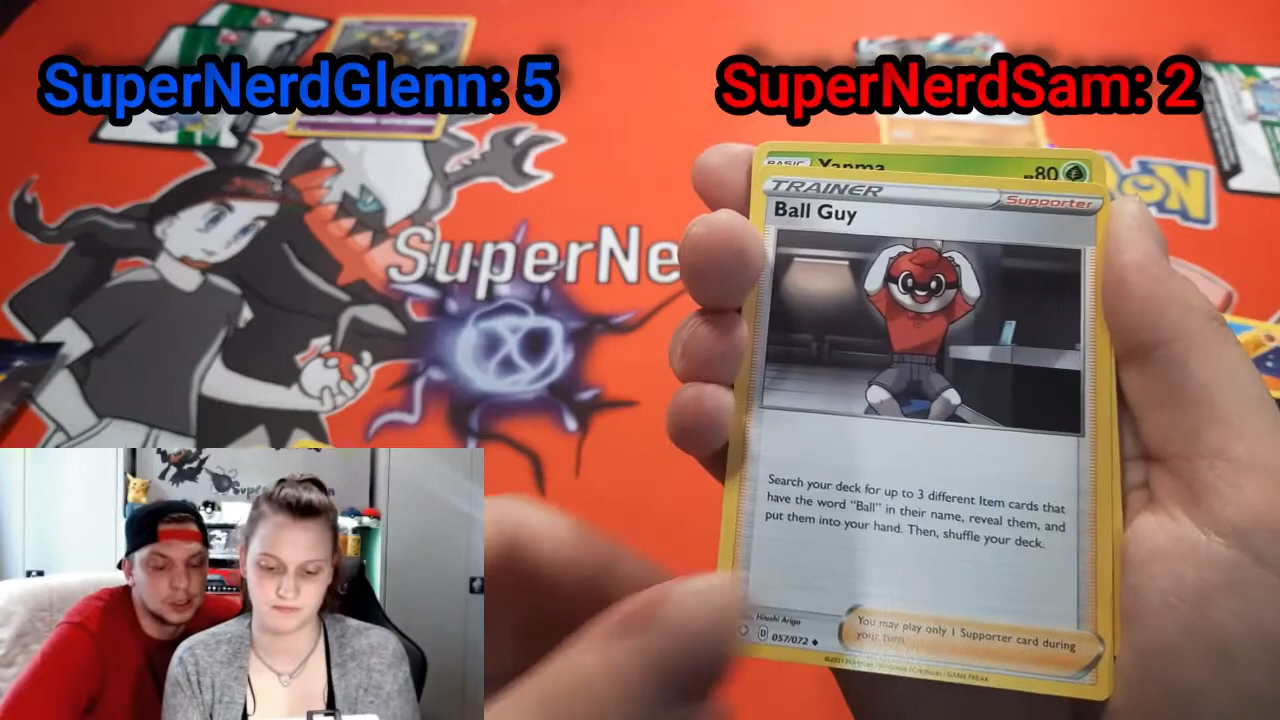 SuperNerdGlenn: 5
SuperNerdSam: 2
BASIC Yanma 80
TRAINER
Supporter
Ball Guy
SuperNe
Search your deck for up to 3 different Item cards that
have the word "Ball" in their name, reveal them, and
put them into your hand. Then, shuffle your deck.
Hitoshi Ariga
D 057/072
You may play only 1 Supporter card during
your turn.